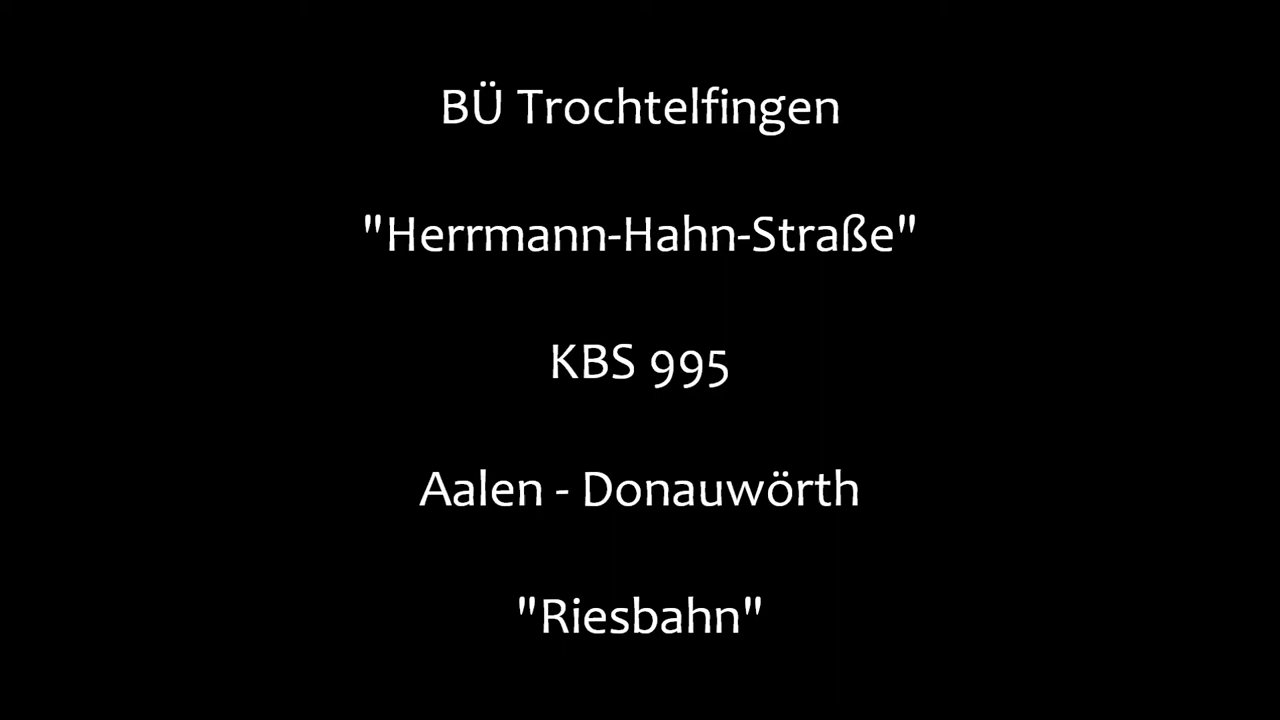 BÜ Trochtelfingen
"Herrmann-Hahn-Straße"
KBS 995
Aalen - Donauwörth
"Riesbahn"